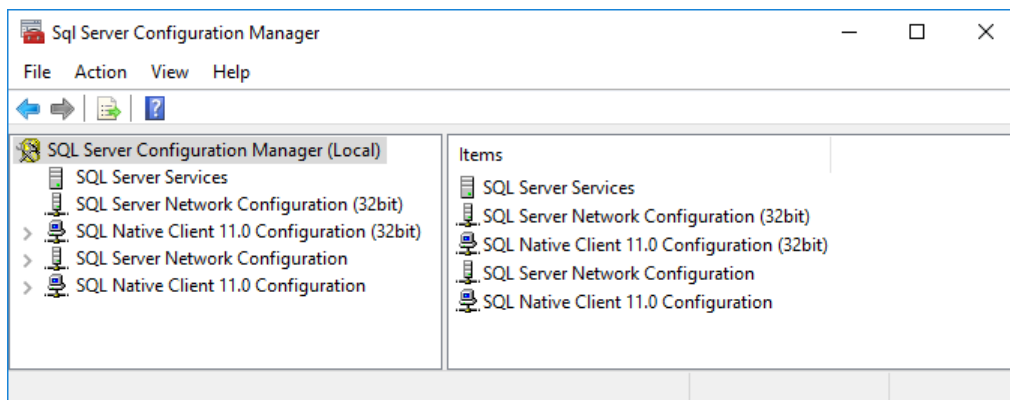 Sql Server Configuration Manager
File Action View Help
SQL Server Configuration Manager (Local)
SQL Server Services
SQL Server Network Configuration (32bit)
SQL Native Client 11.0 Configuration (32bit)
SQL Server Network Configuration
SQL Native Client 11.0 Configuration
Items
SQL Server Services
SQL Server Network Configuration (32bit)
SQL Native Client 11.0 Configuration (32bit)
SQL Server Network Configuration
SQL Native Client 11.0 Configuration